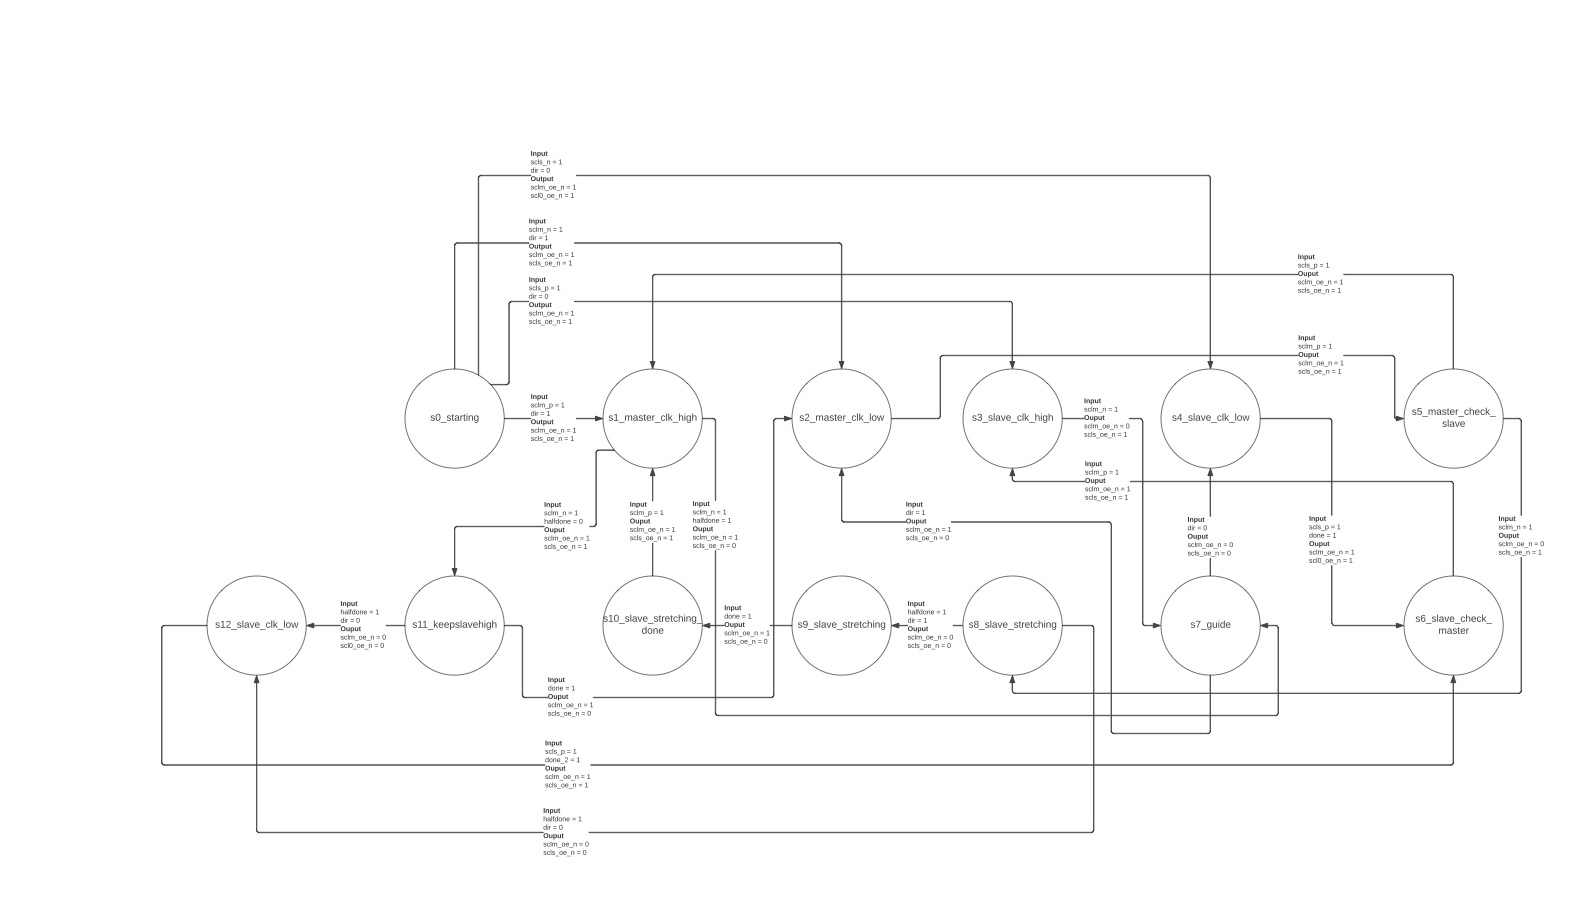 Input
scls_n = 1
dir = 0
Output
sclm_oe_n = 1
scl0_oe_n = 1
Input
sclm_n = 1
dir = 1
Output
sclm_oe_n = 1
scls_oe_n = 1
Input
scls_p = 1
dir = 0
Output
sclm_oe_n = 1
scls_oe_n = 1
Input
scls_p = 1
Ouput
sclm_oe_n = 1
scls_oe_n = 1
Input
sclm_p = 1
Ouput
sclm_oe_n = 1
scls_oe_n = 1
s0_starting
Input
sclm_p = 1
dir = 1
Output
sclm_oe_n = 1
scls_oe_n = 1
s1_master_clk_high
s2_master_clk_low
s3_slave_clk_high
Input
sclm_n = 1
Ouput
sclm_oe_n = 0
scls_oe_n = 1
s4_slave_clk_low
s5_master_check_
slave
Input
sclm_p = 1
Ouput
sclm_oe_n = 1
scls_oe_n = 1
Input
sclm_n = 1
halfdone = 0
Ouput
sclm_oe_n = 1
scls_oe_n = 1
Input
sclm_p = 1
Ouput
sclm_oe_n = 1
scls_oe_n = 1
Input
sclm_n = 1
halfdone = 1
Ouput
sclm_oe_n = 1
scls_oe_n = 0
Input
dir = 1
Ouput
sclm_oe_n = 1
scls_oe_n = 0
Input
dir = 0
Ouput
sclm_oe_n = 0
scls_oe_n = 0
Input
scls_p = 1
done = 1
Ouput
sclm_oe_n = 1
scl0_oe_n = 1
Input
sclm_n = 1
Ouput
sclm_oe_n = 0
scls_oe_n = 1
s12_slave_clk_low
Input
halfdone = 1
dir = 0
Ouput
sclm_oe_n = 0
scl0_oe_n = 0
s11_keepslavehigh
s10_slave_stretching_
done
Input
done = 1
Ouput
sclm_oe_n = 1
scls_oe_n = 0
s9_slave_stretching
Input
halfdone = 1
dir = 1
Ouput
sclm_oe_n = 0
scls_oe_n = 0
s8_slave_stretching
s7_guide
s6_slave_check_
master
Input
done = 1
Ouput
sclm_oe_n = 1
scls_oe_n = 0
Input
scls_p = 1
done_2 = 1
Ouput
sclm_oe_n = 1
scls_oe_n = 1
Input
halfdone = 1
dir = 0
Ouput
sclm_oe_n = 0
scls_oe_n = 0